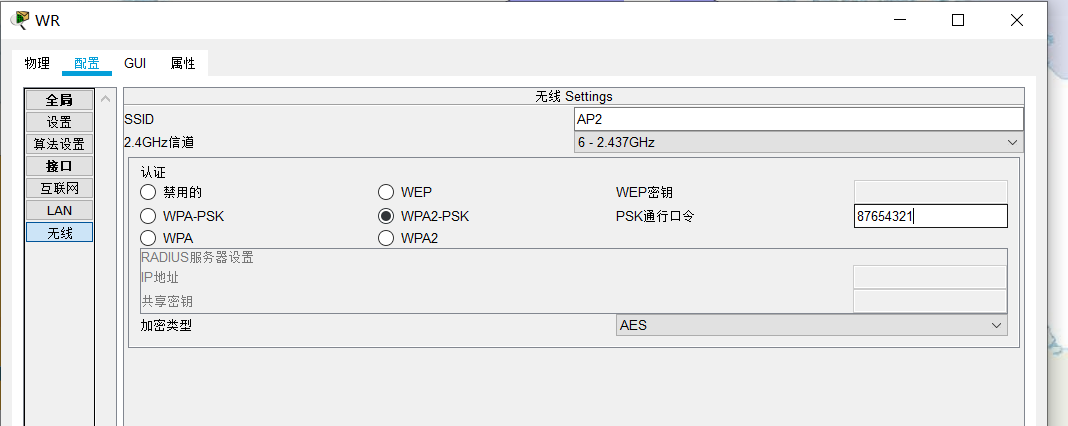 WR
物理 配置 GUI 属性
全局
设置
算法设置
接口
互联网
LAN
无线
无线 Settings
SSID AP2
2.4GHz信道 6 - 2.437GHz
认证
禁用的 WEP WEP密钥
WPA-PSK WPA2-PSK PSK通行口令 87654321
WPA WPA2
RADIUS服务器设置
IP地址
共享密钥
加密类型 AES